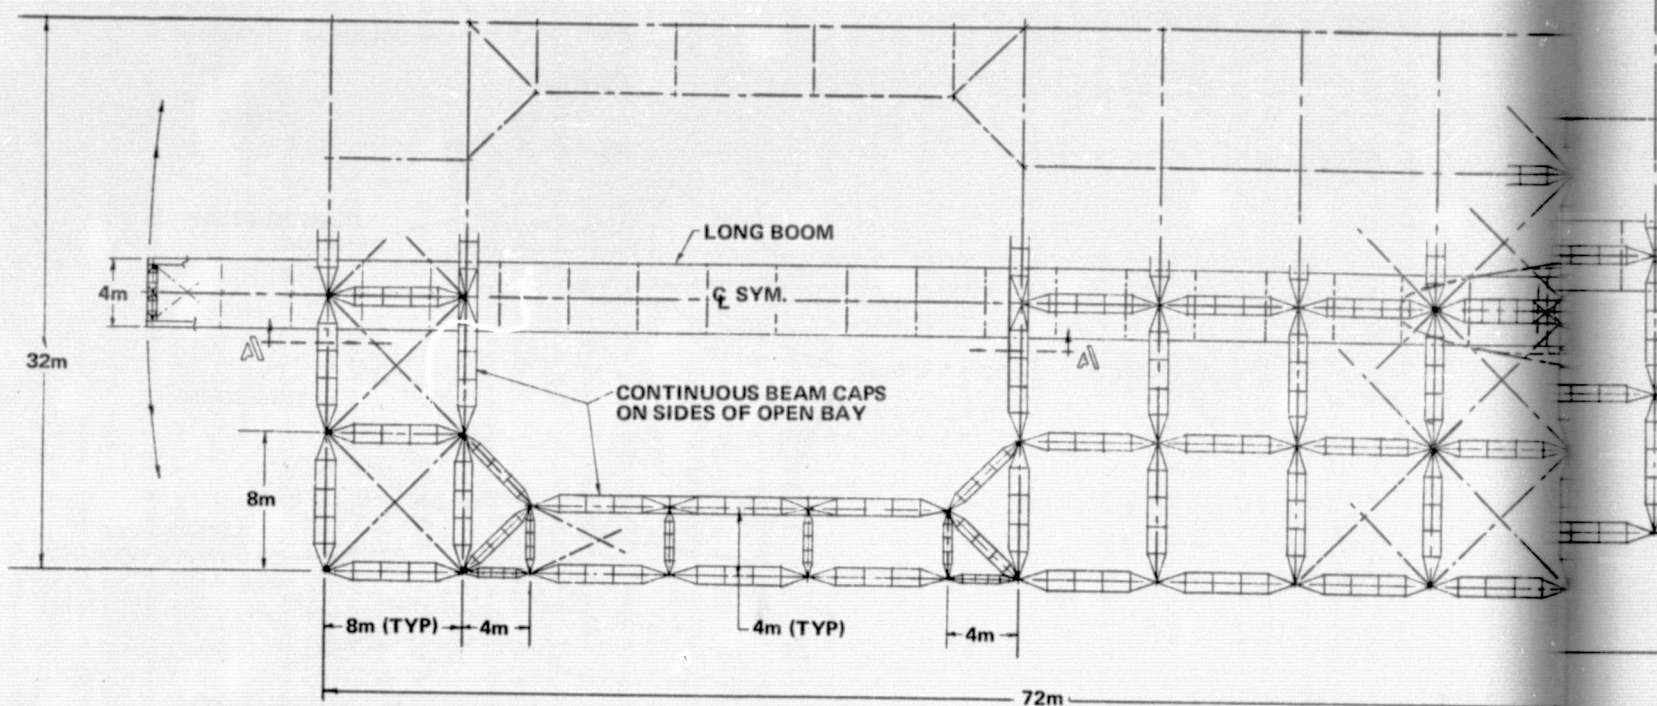 LONG BOOM
4m
℄ SYM.
A
A
32m
CONTINUOUS BEAM CAPS
ON SIDES OF OPEN BAY
8m
8m (TYP)
4m
4m (TYP)
4m
72m